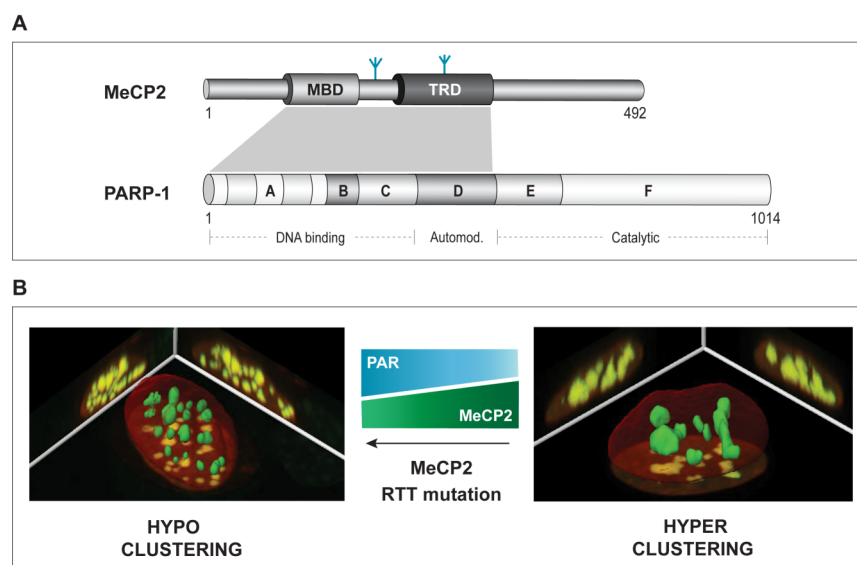 A
MeCP2
MBD
TRD
1
492
PARP-1
A
B
C
D
E
F
1
1014
DNA binding
Automod.
Catalytic
B
PAR
MeCP2
MeCP2
RTT mutation
HYPO
CLUSTERING
HYPER
CLUSTERING